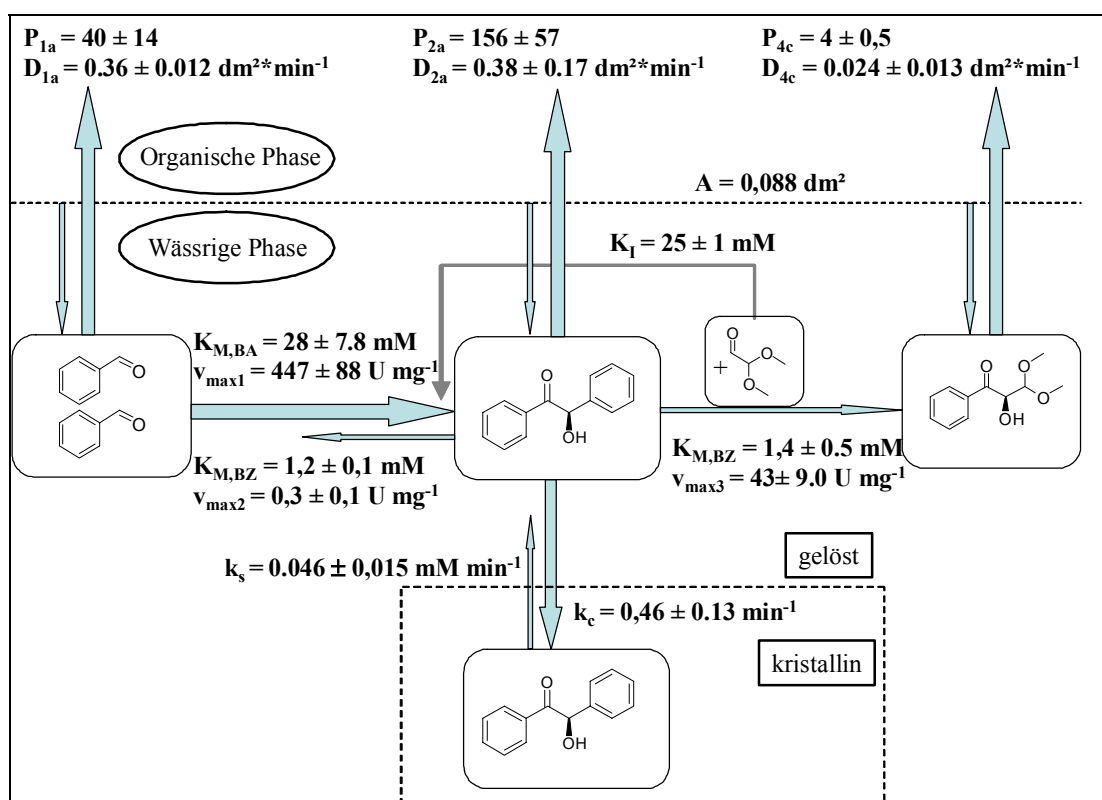 P1a = 40 ± 14
D1a = 0.36 ± 0.012 dm²*min-1
P2a = 156 ± 57
D2a = 0.38 ± 0.17 dm²*min-1
P4c = 4 ± 0,5
D4c = 0.024 ± 0.013 dm²*min-1
Organische Phase
A = 0,088 dm²
Wässrige Phase
KI = 25 ± 1 mM
KM,BA = 28 ± 7.8 mM
vmax1 = 447 ± 88 U mg-1
KM,BZ = 1,2 ± 0,1 mM
vmax2 = 0,3 ± 0,1 U mg-1
KM,BZ = 1,4 ± 0.5 mM
vmax3 = 43± 9.0 U mg-1
O
O
O
OH
O
+
O
O
O
O
OH
O
ks = 0.046 ± 0,015 mM min-1
gelöst
kc = 0,46 ± 0.13 min-1
kristallin
O
OH